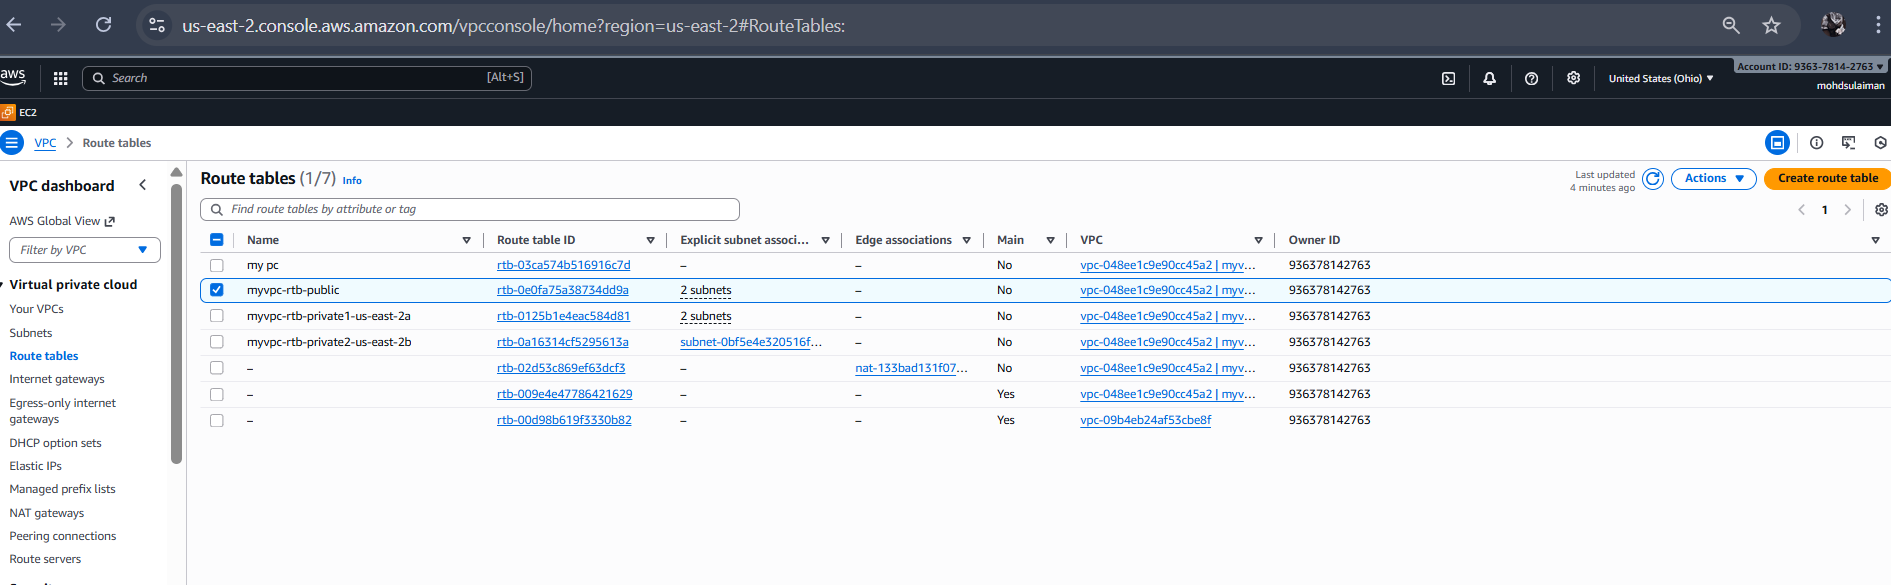 us-east-2.console.aws.amazon.com/vpcconsole/home?region=us-east-2#RouteTables:
aws Search [Alt+S] United States (Ohio) Account ID: 9363-7814-2763
mohdsulaiman
EC2
VPC Route tables
VPC dashboard
AWS Global View
Filter by VPC
Virtual private cloud
Your VPCs
Subnets
Route tables
Internet gateways
Egress-only internet
gateways
DHCP option sets
Elastic IPs
Managed prefix lists
NAT gateways
Peering connections
Route servers
Route tables (1/7) Info
Last updated
4 minutes ago
Actions
Create route table
Find route tables by attribute or tag
1
Name Route table ID Explicit subnet associ... Edge associations Main VPC Owner ID
my pc rtb-03ca574b516916c7d – – No vpc-048ee1c9e90cc45a2 | myv... 936378142763
myvpc-rtb-public rtb-0e0fa75a38734dd9a 2 subnets – No vpc-048ee1c9e90cc45a2 | myv... 936378142763
myvpc-rtb-private1-us-east-2a rtb-0125b1e4eac584d81 2 subnets – No vpc-048ee1c9e90cc45a2 | myv... 936378142763
myvpc-rtb-private2-us-east-2b rtb-0a16314cf5295613a subnet-0bf5e4e320516f... – No vpc-048ee1c9e90cc45a2 | myv... 936378142763
– rtb-02d53c869ef63dcf3 – nat-133bad131f07... No vpc-048ee1c9e90cc45a2 | myv... 936378142763
– rtb-009e4e47786421629 – – Yes vpc-048ee1c9e90cc45a2 | myv... 936378142763
– rtb-00d98b619f3330b82 – – Yes vpc-09b4eb24af53cbe8f 936378142763